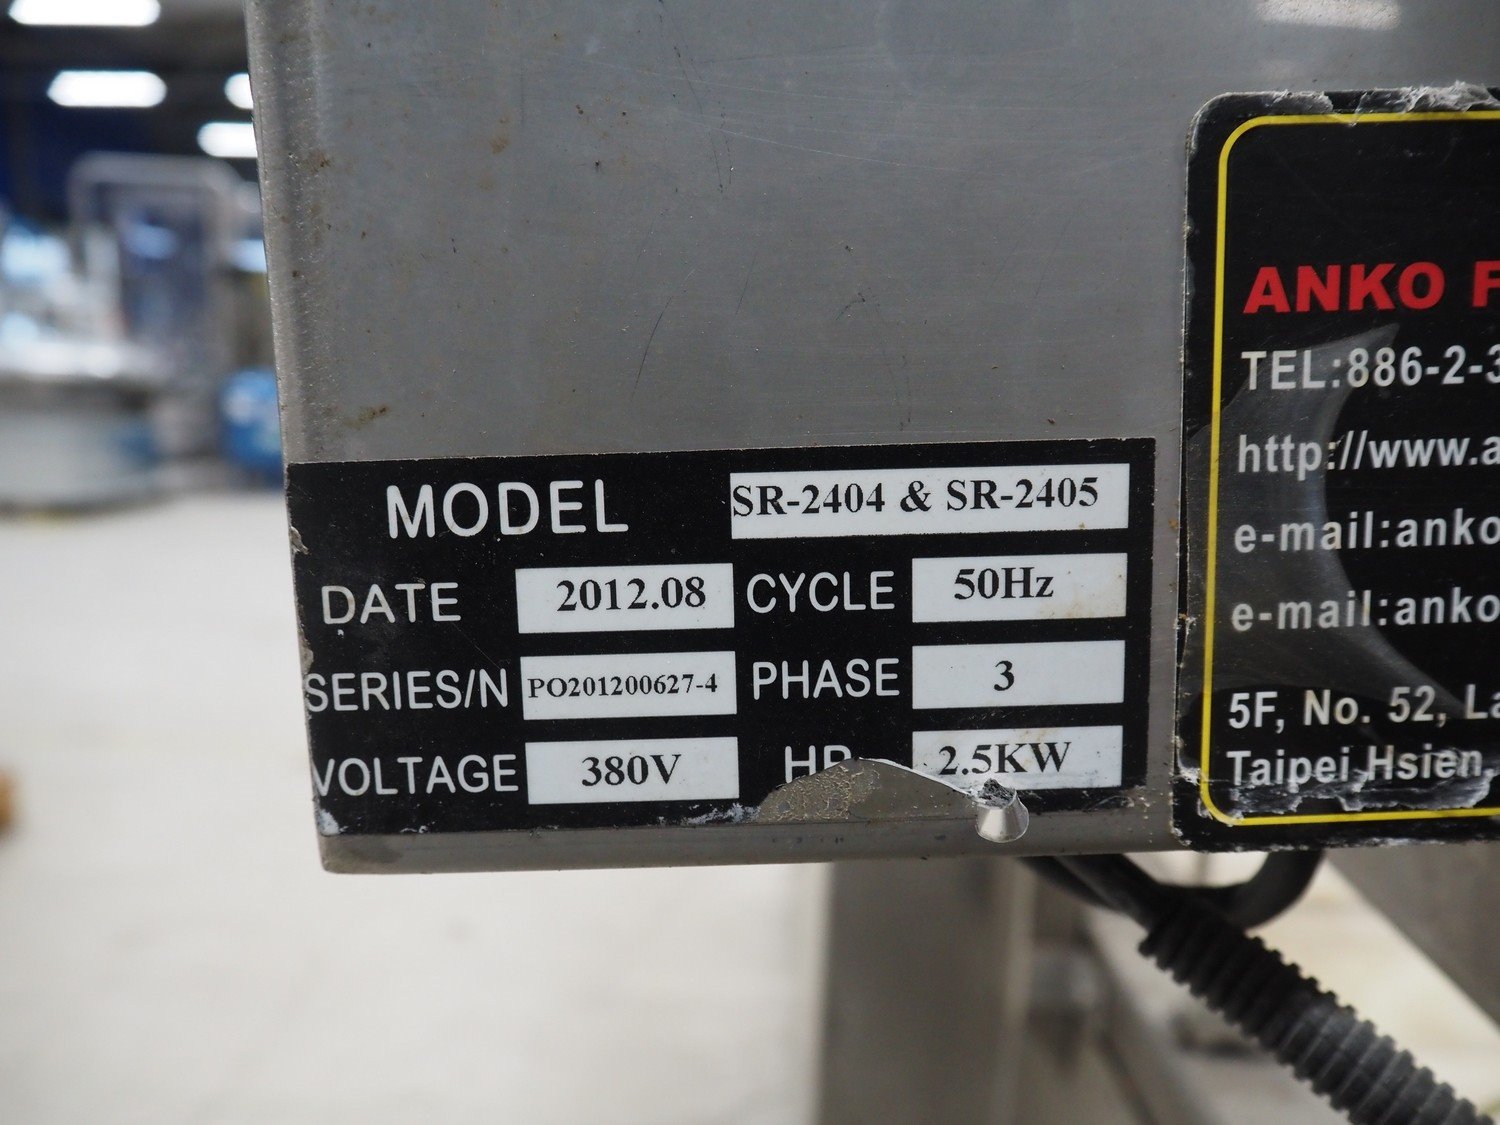 MODEL SR-2404 & SR-2405
DATE 2012.08 CYCLE 50Hz
SERIES/N PO201200627-4 PHASE 3
VOLTAGE 380V HP 2.5KW
ANKO F
TEL:886-2-3
http://www.a
e-mail:anko
e-mail:anko
5F, No. 52, La
Taipei Hsien,